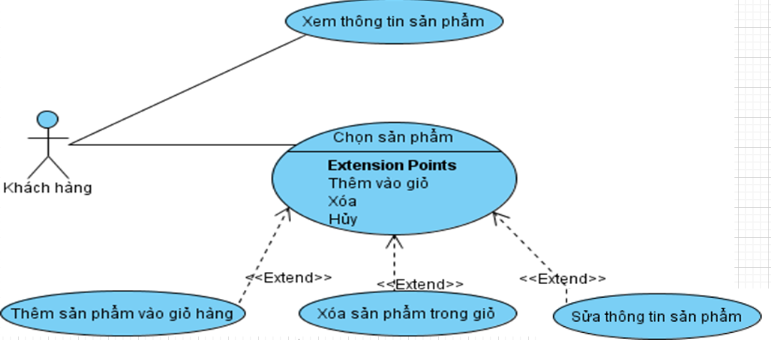 Xem thông tin sản phẩm
Khách hàng
Chọn sản phẩm
Extension Points
Thêm vào giỏ
Xóa
Hủy
<<Extend>>
<<Extend>>
<<Extend>>
Thêm sản phẩm vào giỏ hàng
Xóa sản phẩm trong giỏ
Sửa thông tin sản phẩm